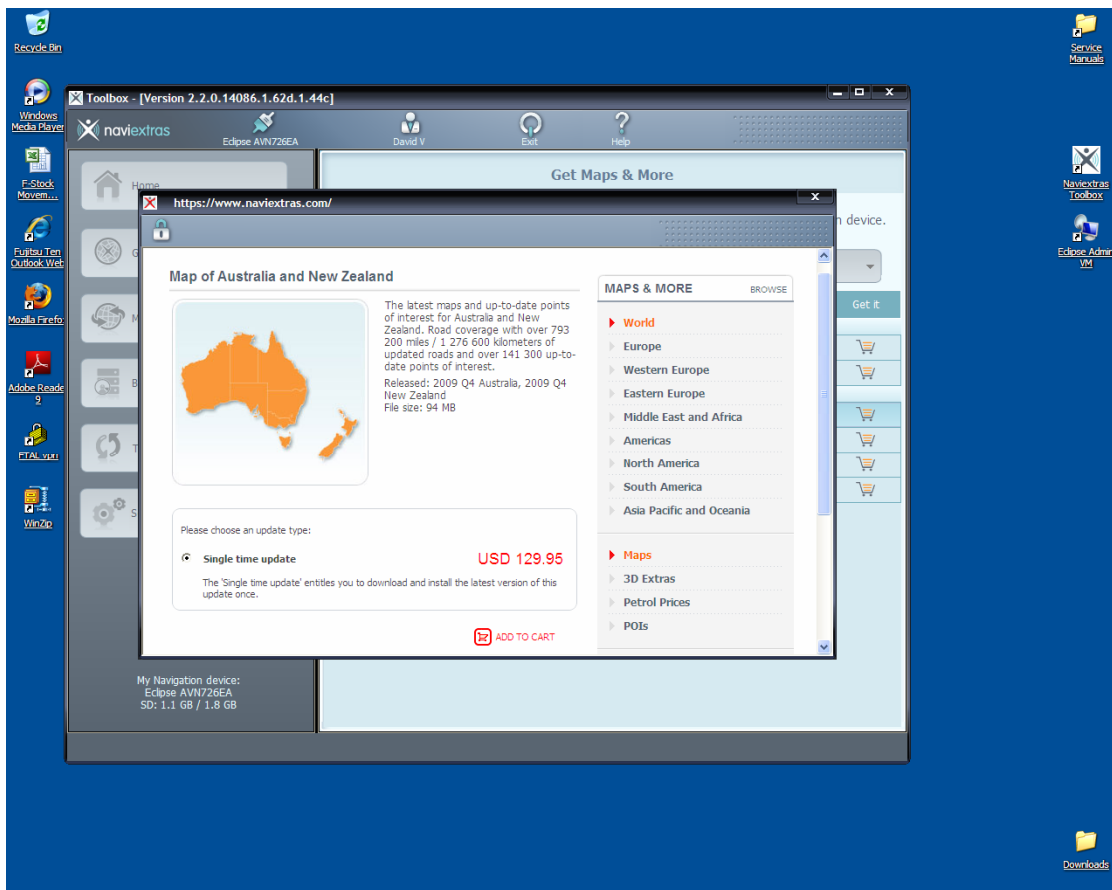 Recycle Bin
Windows
Media Player
F-Stock
Movem...
Fujitsu Ten
Outlook Web
Mozilla Firefo
Adobe Reade
9
FTAL vpn
WinZip
Service
Manuals
Naviextras
Toolbox
Eclipse Admin
VM
Downloads
Toolbox - [Version 2.2.0.14086.1.62d.1.44c]
naviextras
Eclipse AVN726EA
David V
Exit
Help
Home
G
M
B
T
S
My Navigation device:
Eclipse AVN726EA
SD: 1.1 GB / 1.8 GB
Get Maps & More
n device.
Get it
https://www.naviextras.com/
Map of Australia and New Zealand
The latest maps and up-to-date points
of interest for Australia and New
Zealand. Road coverage with over 793
200 miles / 1 276 600 kilometers of
updated roads and over 141 300 up-to-
date points of interest.
Released: 2009 Q4 Australia, 2009 Q4
New Zealand
File size: 94 MB
Please choose an update type:
Single time update USD 129.95
The 'Single time update' entitles you to download and install the latest version of this
update once.
ADD TO CART
MAPS & MORE BROWSE
World
Europe
Western Europe
Eastern Europe
Middle East and Africa
Americas
North America
South America
Asia Pacific and Oceania
Maps
3D Extras
Petrol Prices
POIs